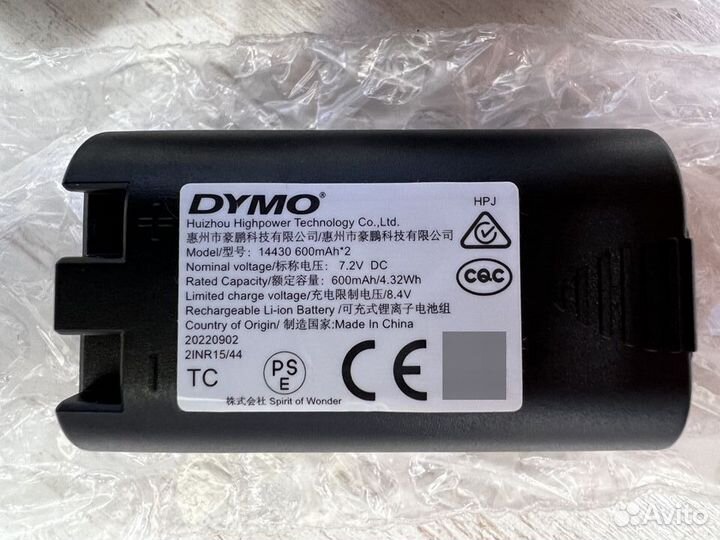 DYMO®
HPJ
Huizhou Highpower Technology Co.,Ltd.
惠州市豪鹏科技有限公司/惠州市豪鹏科技有限公司
Model/型号: 14430 600mAh*2
Nominal voltage/标称电压: 7.2V DC
Rated Capacity/额定容量: 600mAh/4.32Wh
Limited charge voltage/充电限制电压/8.4V
Rechargeable Li-ion Battery /可充式锂离子电池组
Country of Origin/ 制造国家:Made In China
20220902
2INR15/44
CQC
TC
PS
E
CE
株式会社 Spirit of Wonder
Avito